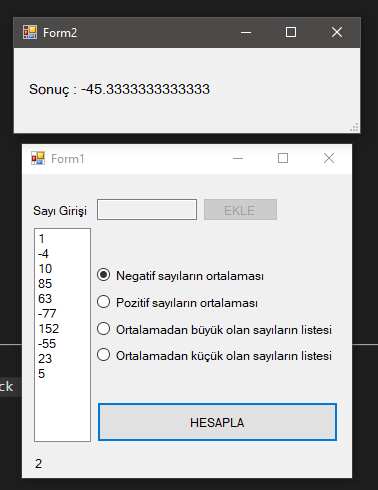 Form2
Sonuç : -45.3333333333333
Form1
Sayı Girişi
EKLE
1
-4
10
85
63
-77
152
-55
23
5
Negatif sayıların ortalaması
Pozitif sayıların ortalaması
Ortalamadan büyük olan sayıların listesi
Ortalamadan küçük olan sayıların listesi
ck
HESAPLA
2